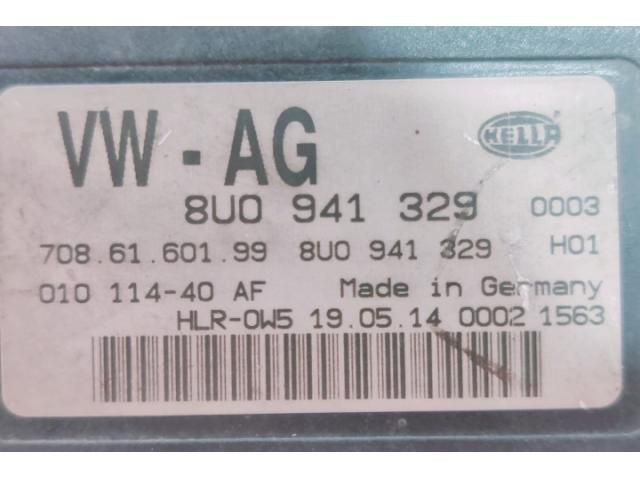 VW-AG
HELLA
8U0 941 329 0003
708.61.601.99 8U0 941 329 H01
010 114-40 AF Made in Germany
HLR-0W5 19.05.14 0002 1563